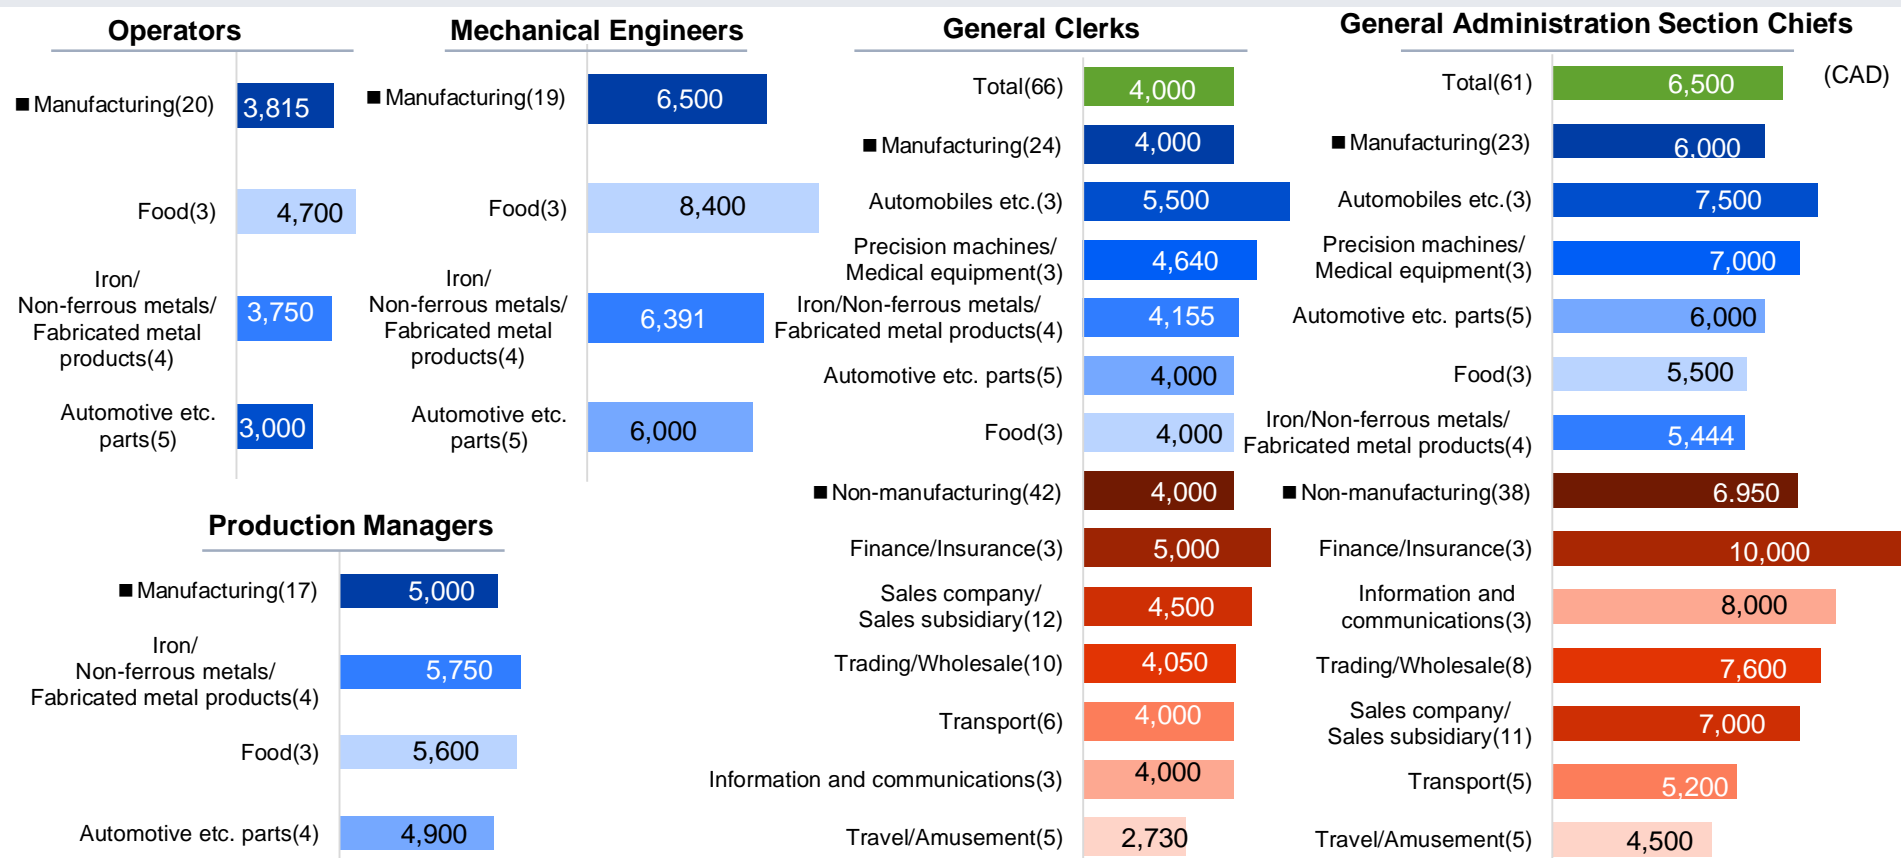 Operators
■Manufacturing(20) 3,815
Food(3) 4,700
Iron/
Non-ferrous metals/
Fabricated metal
products(4)
3,750
Automotive etc.
parts(5)
3,000
Mechanical Engineers
■Manufacturing(19) 6,500
Food(3) 8,400
Iron/
Non-ferrous metals/
Fabricated metal
products(4)
6,391
Automotive etc.
parts(5)
6,000
Production Managers
■Manufacturing(17) 5,000
Iron/
Non-ferrous metals/
Fabricated metal products(4)
5,750
Food(3) 5,600
Automotive etc. parts(4) 4,900
General Clerks
Total(66) 4,000
■Manufacturing(24) 4,000
Automobiles etc.(3) 5,500
Precision machines/
Medical equipment(3)
4,640
Iron/Non-ferrous metals/
Fabricated metal products(4)
4,155
Automotive etc. parts(5) 4,000
Food(3) 4,000
■Non-manufacturing(42) 4,000
Finance/Insurance(3) 5,000
Sales company/
Sales subsidiary(12)
4,500
Trading/Wholesale(10) 4,050
Transport(6) 4,000
Information and communications(3) 4,000
Travel/Amusement(5) 2,730
General Administration Section Chiefs
(CAD)
Total(61) 6,500
■Manufacturing(23) 6,000
Automobiles etc.(3) 7,500
Precision machines/
Medical equipment(3)
7,000
Automotive etc. parts(5) 6,000
Food(3) 5,500
Iron/Non-ferrous metals/
Fabricated metal products(4)
5,444
■Non-manufacturing(38) 6,950
Finance/Insurance(3) 10,000
Information and
communications(3)
8,000
Trading/Wholesale(8) 7,600
Sales company/
Sales subsidiary(11)
7,000
Transport(5) 5,200
Travel/Amusement(5) 4,500